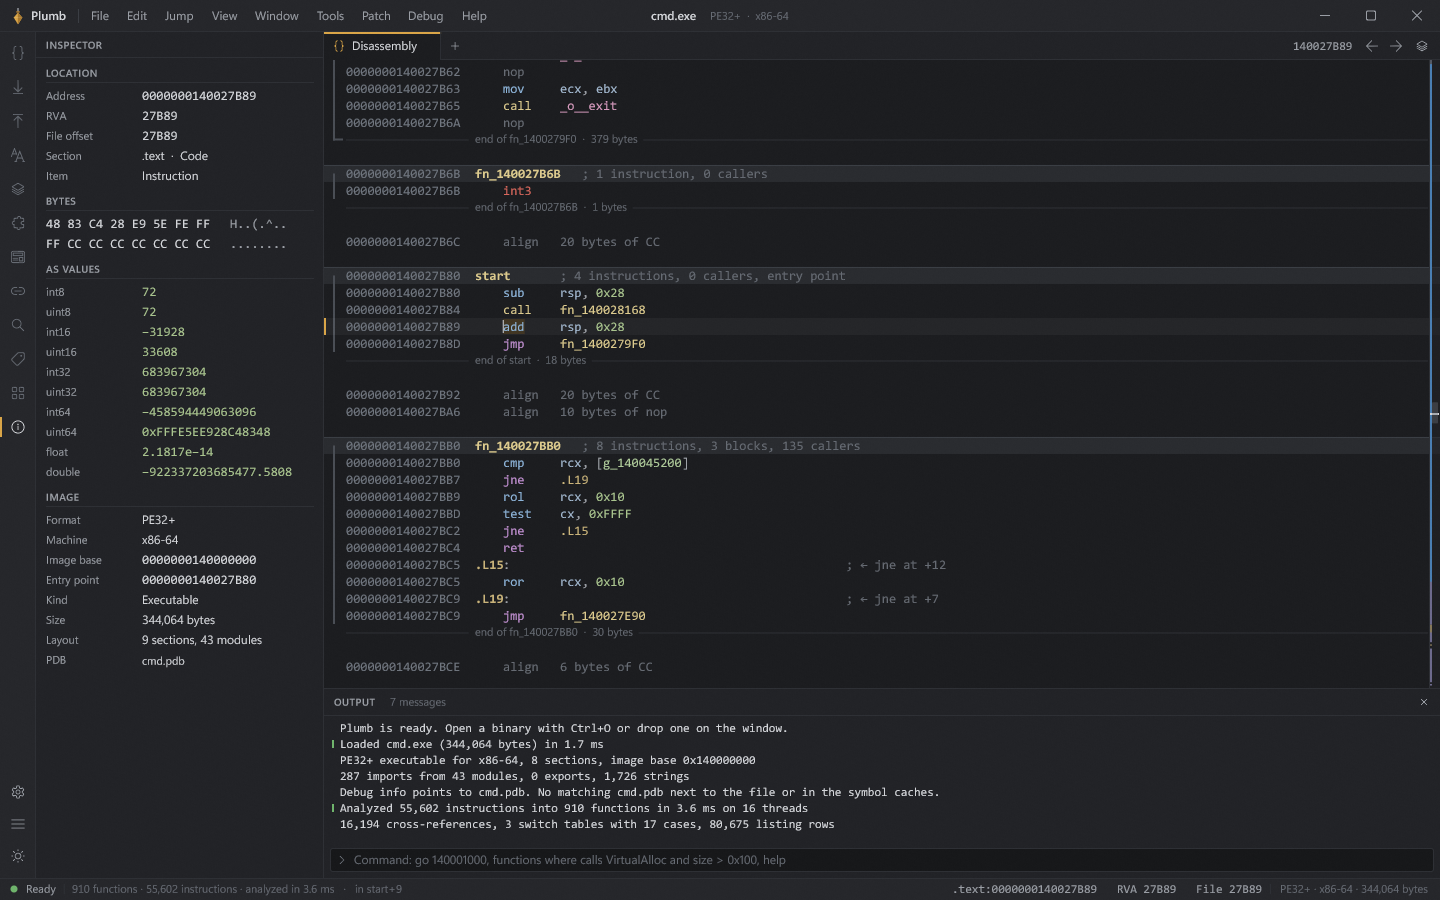 Plumb File Edit Jump View Window Tools Patch Debug Help cmd.exe PE32+ · x86-64
INSPECTOR
LOCATION
Address 0000000140027B89
RVA 27B89
File offset 27B89
Section .text · Code
Item Instruction
BYTES
48 83 C4 28 E9 5E FE FF H..(.^..
FF CC CC CC CC CC CC CC ........
AS VALUES
int8 72
uint8 72
int16 −31928
uint16 33608
int32 683967304
uint32 683967304
int64 −458594449063096
uint64 0xFFFE5EE928C48348
float 2.1817e−14
double −922337203685477.5808
IMAGE
Format PE32+
Machine x86-64
Image base 0000000140000000
Entry point 0000000140027B80
Kind Executable
Size 344,064 bytes
Layout 9 sections, 43 modules
PDB cmd.pdb
{} Disassembly + 140027B89
0000000140027B62 nop
0000000140027B63 mov ecx, ebx
0000000140027B65 call _o__exit
0000000140027B6A nop
end of fn_1400279F0 · 379 bytes
0000000140027B6B fn_140027B6B ; 1 instruction, 0 callers
0000000140027B6B int3
end of fn_140027B6B · 1 bytes
0000000140027B6C align 20 bytes of CC
0000000140027B80 start ; 4 instructions, 0 callers, entry point
0000000140027B80 sub rsp, 0x28
0000000140027B84 call fn_140028168
0000000140027B89 add rsp, 0x28
0000000140027B8D jmp fn_1400279F0
end of start · 18 bytes
0000000140027B92 align 20 bytes of CC
0000000140027BA6 align 10 bytes of nop
0000000140027BB0 fn_140027BB0 ; 8 instructions, 3 blocks, 135 callers
0000000140027BB0 cmp rcx, [g_140045200]
0000000140027BB7 jne .L19
0000000140027BB9 rol rcx, 0x10
0000000140027BBD test cx, 0xFFFF
0000000140027BC2 jne .L15
0000000140027BC4 ret
0000000140027BC5 .L15: ; ← jne at +12
0000000140027BC5 ror rcx, 0x10
0000000140027BC9 .L19: ; ← jne at +7
0000000140027BC9 jmp fn_140027E90
end of fn_140027BB0 · 30 bytes
0000000140027BCE align 6 bytes of CC
OUTPUT 7 messages
Plumb is ready. Open a binary with Ctrl+O or drop one on the window.
Loaded cmd.exe (344,064 bytes) in 1.7 ms
PE32+ executable for x86-64, 8 sections, image base 0x140000000
287 imports from 43 modules, 0 exports, 1,726 strings
Debug info points to cmd.pdb. No matching cmd.pdb next to the file or in the symbol caches.
Analyzed 55,602 instructions into 910 functions in 3.6 ms on 16 threads
16,194 cross-references, 3 switch tables with 17 cases, 80,675 listing rows
Command: go 140001000, functions where calls VirtualAlloc and size > 0x100, help
Ready 910 functions · 55,602 instructions · analyzed in 3.6 ms · in start+9 .text:0000000140027B89 RVA 27B89 File 27B89 PE32+ · x86-64 · 344,064 bytes